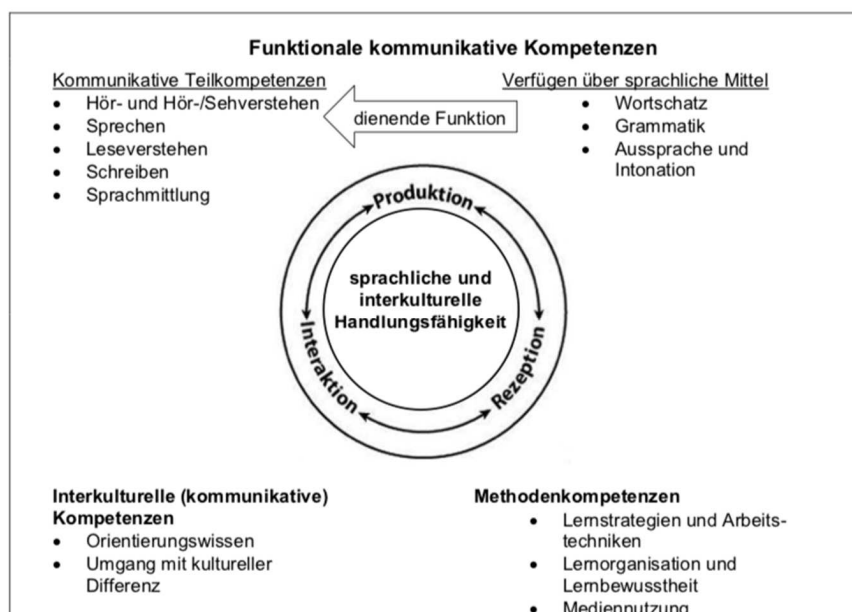 Funktionale kommunikative Kompetenzen
Kommunikative Teilkompetenzen
• Hör- und Hör-/Sehverstehen
• Sprechen
• Leseverstehen
• Schreiben
• Sprachmittlung
dienende Funktion
Verfügen über sprachliche Mittel
• Wortschatz
• Grammatik
• Aussprache und
Intonation
Produktion
sprachliche und
interkulturelle
Handlungsfähigkeit
Interaktion
Rezeption
Interkulturelle (kommunikative)
Kompetenzen
• Orientierungswissen
• Umgang mit kultureller
Differenz
Methodenkompetenzen
• Lernstrategien und Arbeits-
techniken
• Lernorganisation und
Lernbewusstheit
• Mediennutzung